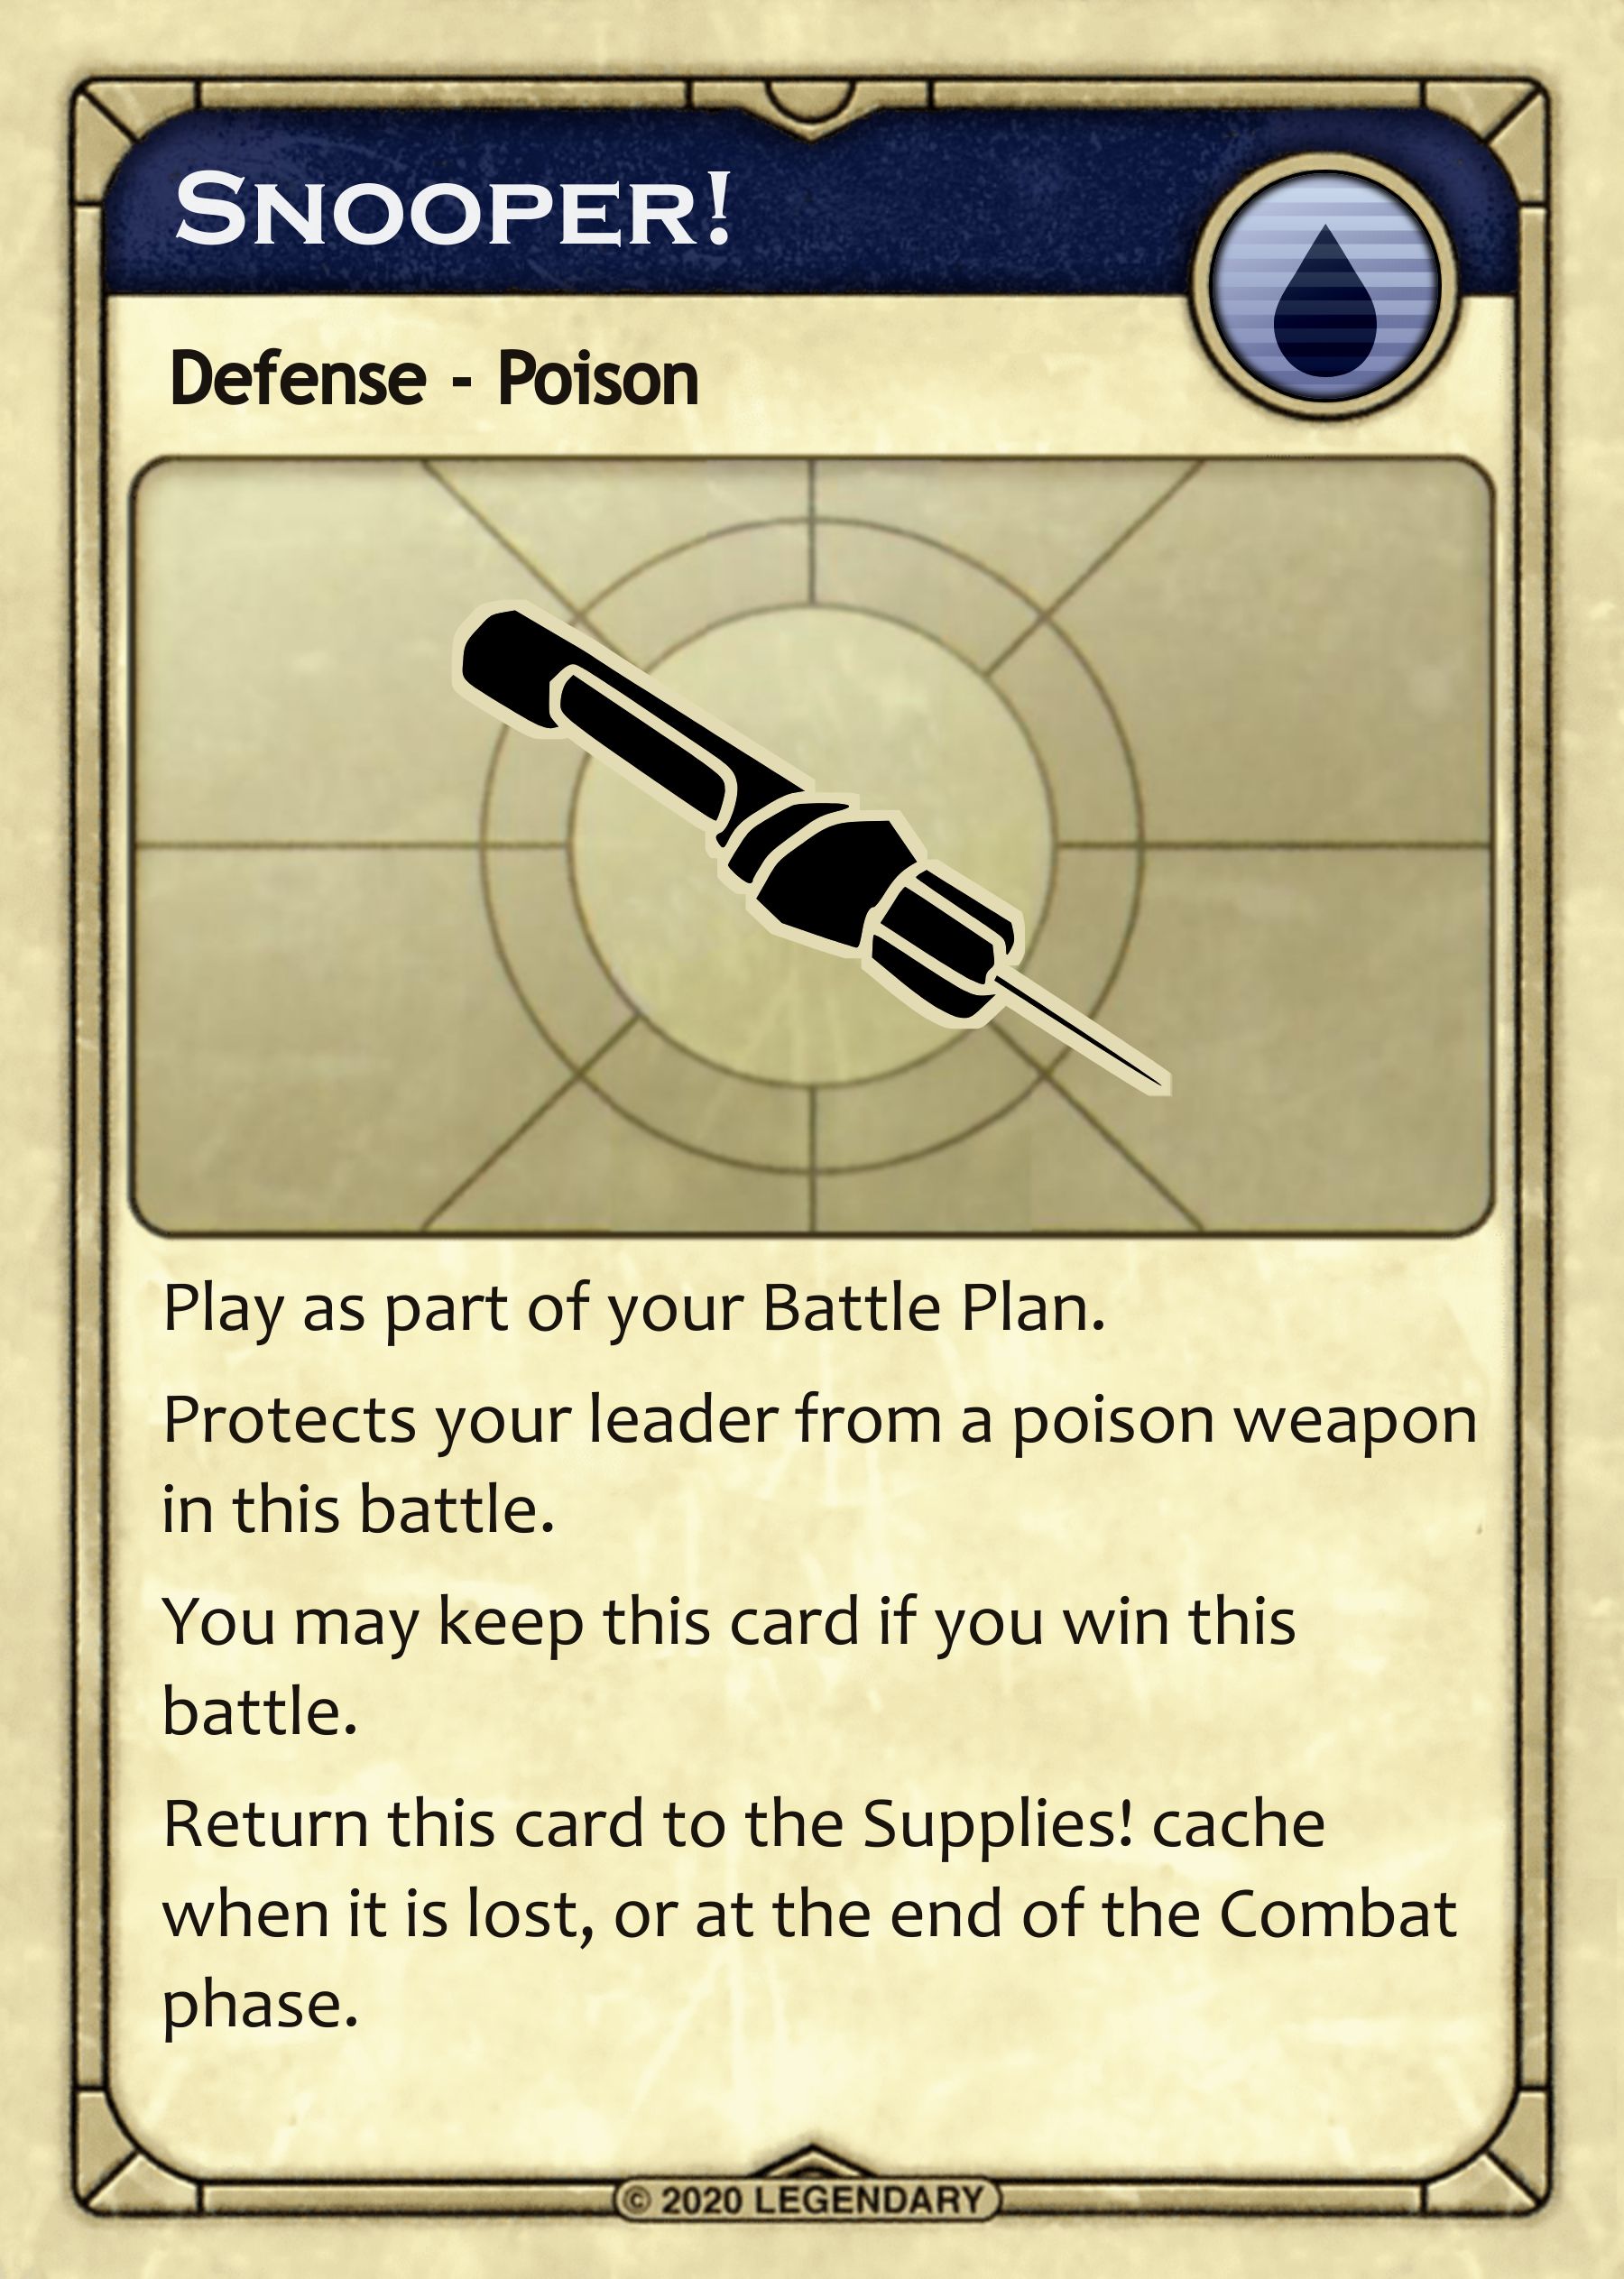 SNOOPER!
Defense - Poison
Play as part of your Battle Plan.
Protects your leader from a poison weapon
in this battle.
You may keep this card if you win this
battle.
Return this card to the Supplies! cache
when it is lost, or at the end of the Combat
phase.
© 2020 LEGENDARY